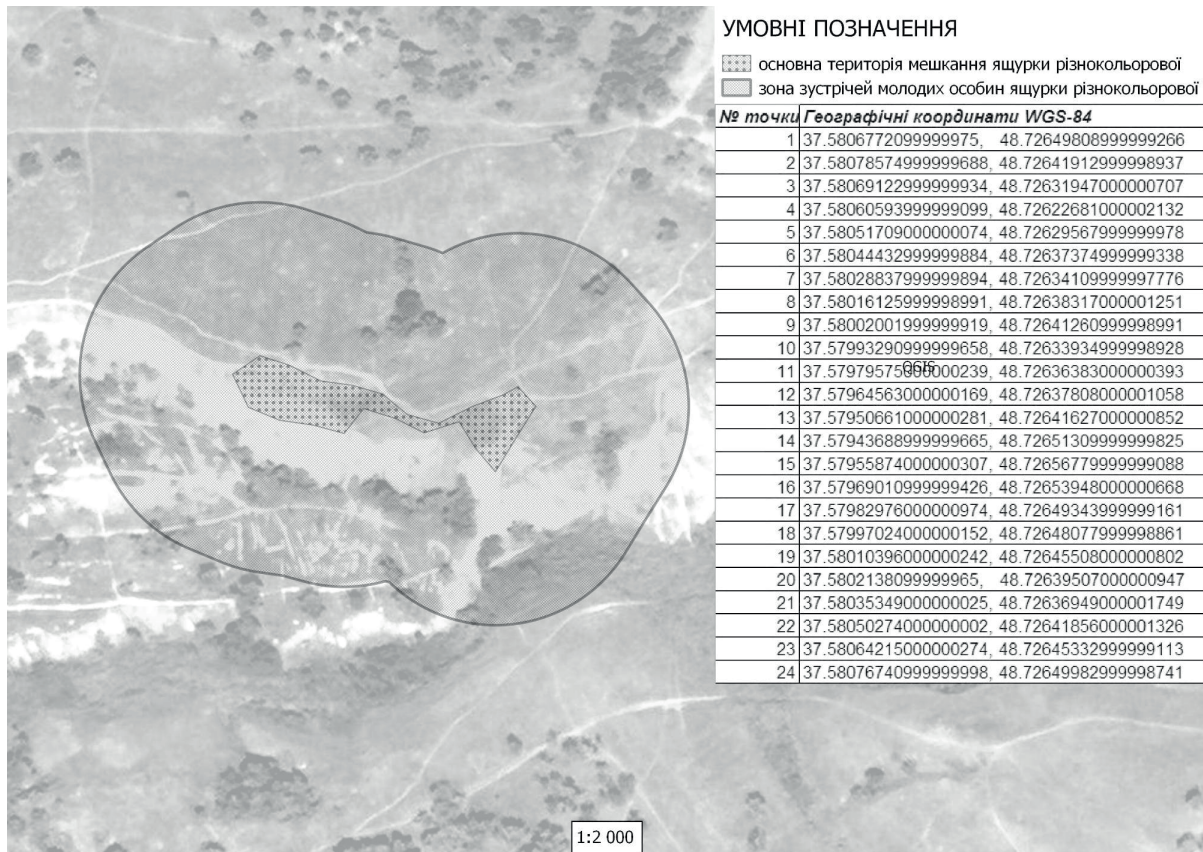 УМОВНІ ПОЗНАЧЕННЯ
основна територія мешкання ящурки різнокольорової
зона зустрічей молодих особин ящурки різнокольорової
№ точки Географічні координати WGS-84
1 37.5806772099999975, 48.72649808999999266
2 37.58078574999999688, 48.72641912999998937
3 37.58069122999999934, 48.72631947000000707
4 37.58060593999999099, 48.72622681000002132
5 37.58051709000000074, 48.72629567999999978
6 37.58044432999999884, 48.72637374999999338
7 37.58028837999999894, 48.72634109999997776
8 37.58016125999998991, 48.72638317000001251
9 37.58002001999999919, 48.72641260999998991
10 37.57993290999999658, 48.72633934999998928
QGIS
12 37.57964563000000169, 48.72637808000001058
13 37.57950661000000281, 48.72641627000000852
14 37.57943688999999665, 48.72651309999999825
15 37.57955874000000307, 48.72656779999999088
16 37.57969010999999426, 48.72653948000000668
17 37.57982976000000974, 48.72649343999999161
18 37.57997024000000152, 48.72648077999998861
19 37.58010396000000242, 48.72645508000000802
20 37.5802138099999965, 48.72639507000000947
21 37.58035349000000025, 48.72636949000001749
22 37.58050274000000002, 48.72641856000001326
23 37.58064215000000274, 48.72645332999999113
24 37.58076740999999998, 48.72649982999998741
1:2 000